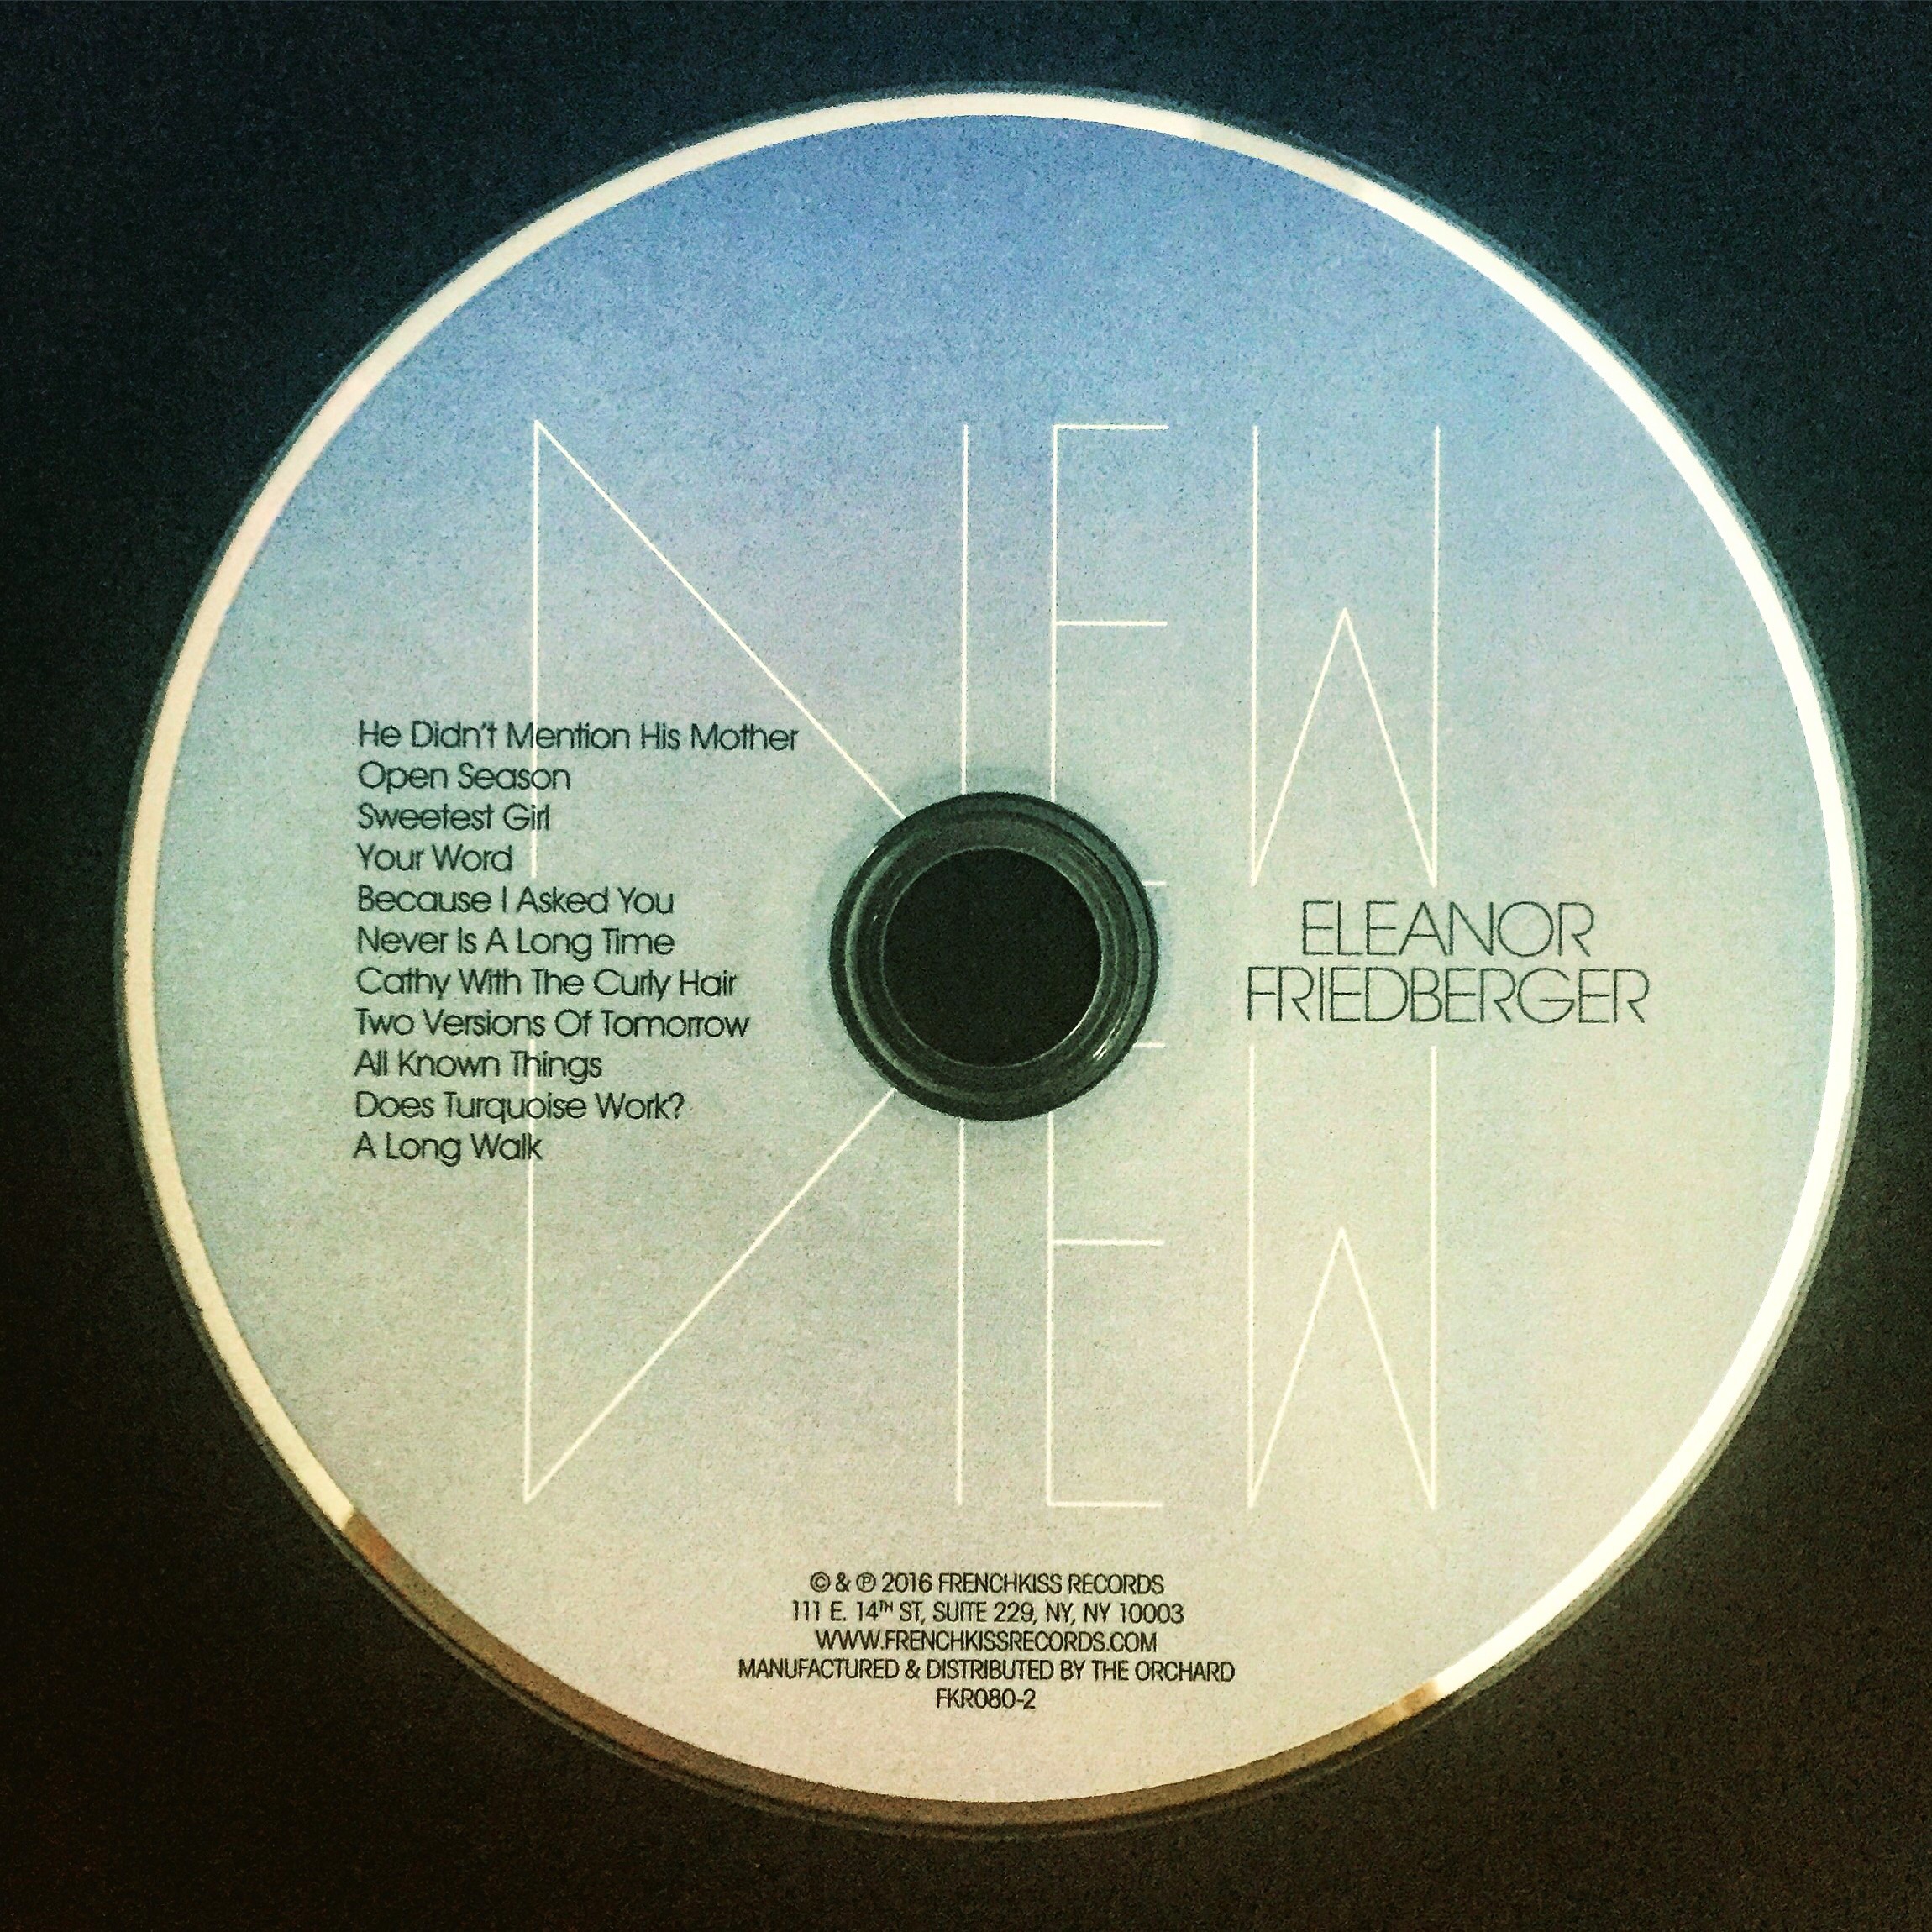 NEW
He Didn't Mention His Mother
Open Season
Sweetest Girl
Your Word
Because I Asked You
Never Is A Long Time
Cathy With The Curly Hair
Two Versions Of Tomorrow
All Known Things
Does Turquoise Work?
A Long Walk
ELEANOR
FRIEDBERGER
VIEW
© & ℗ 2016 FRENCHKISS RECORDS
111 E. 14TH ST, SUITE 229, NY, NY 10003
WWW.FRENCHKISSRECORDS.COM
MANUFACTURED & DISTRIBUTED BY THE ORCHARD
FKR080-2